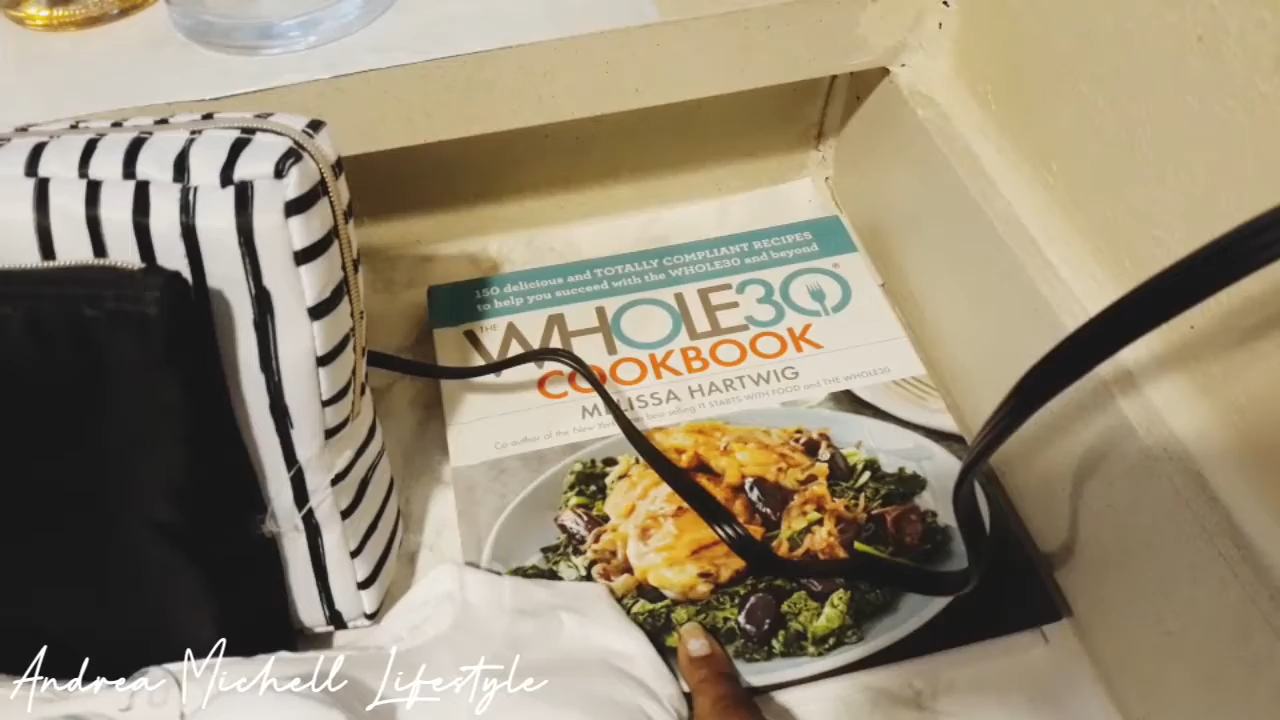 150 delicious and TOTALLY COMPLIANT RECIPES
to help you succeed with the WHOLE30 and beyond
THE
WHOLE30®
COOKBOOK
MELISSA HARTWIG
Co-author of the New York best-selling IT STARTS WITH FOOD and THE WHOLE30
Andrea Michell Lifestyle